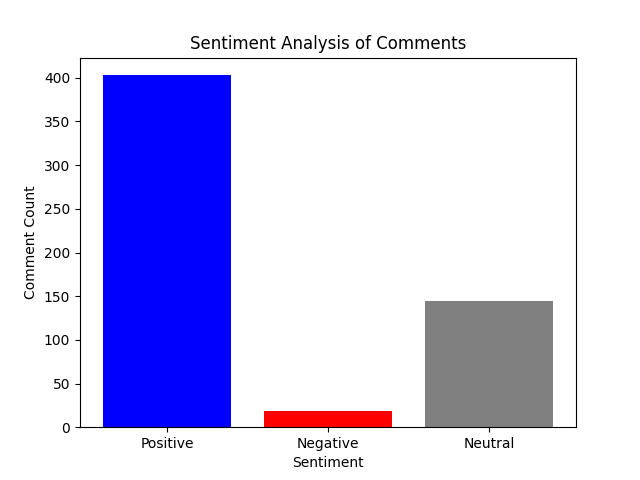 Sentiment Analysis of Comments
Comment Count
400
350
300
250
200
150
100
50
0
Positive Negative Neutral
Sentiment